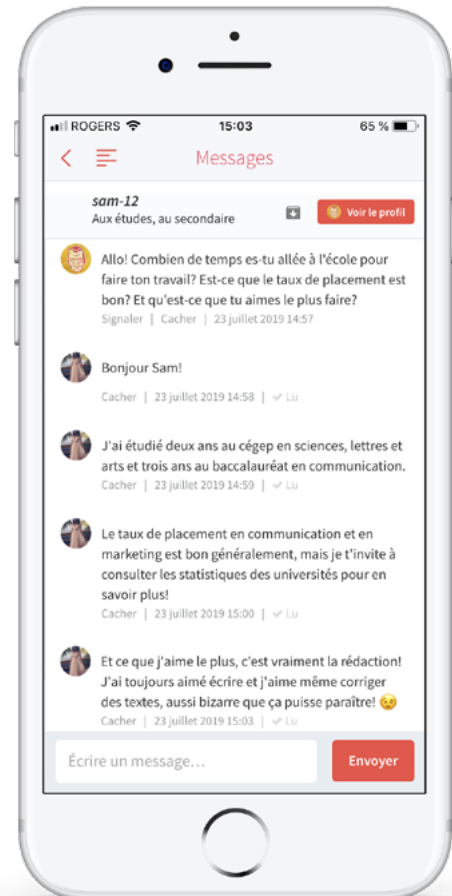 ROGERS 15:03 65 %
Messages
sam-12
Aux études, au secondaire
Voir le profil
Allo! Combien de temps es-tu allée à l'école pour
faire ton travail? Est-ce que le taux de placement est
bon? Et qu'est-ce que tu aimes le plus faire?
Signaler | Cacher | 23 juillet 2019 14:57
Bonjour Sam!
Cacher | 23 juillet 2019 14:58 | ✓ Lu
J'ai étudié deux ans au cégep en sciences, lettres et
arts et trois ans au baccalauréat en communication.
Cacher | 23 juillet 2019 14:59 | ✓ Lu
Le taux de placement en communication et en
marketing est bon généralement, mais je t'invite à
consulter les statistiques des universités pour en
savoir plus!
Cacher | 23 juillet 2019 15:00 | ✓ Lu
Et ce que j'aime le plus, c'est vraiment la rédaction!
J'ai toujours aimé écrire et j'aime même corriger
des textes, aussi bizarre que ça puisse paraître! 😉
Cacher | 23 juillet 2019 15:03 | ✓ Lu
Écrire un message...
Envoyer